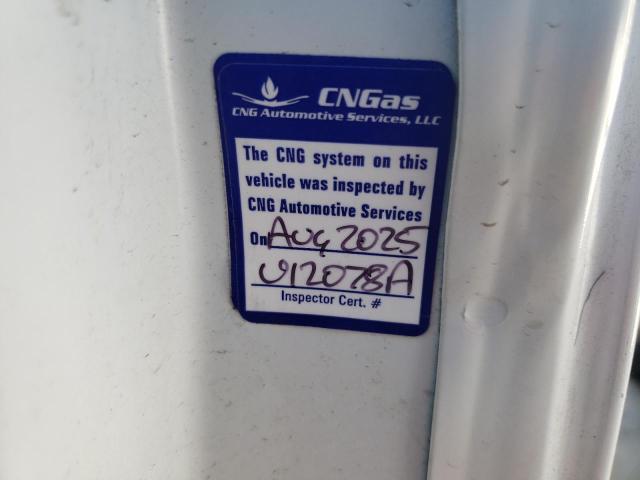 CNGas
CNG Automotive Services, LLC
The CNG system on this
vehicle was inspected by
CNG Automotive Services
On Aug 2025
U12078A
Inspector Cert. #